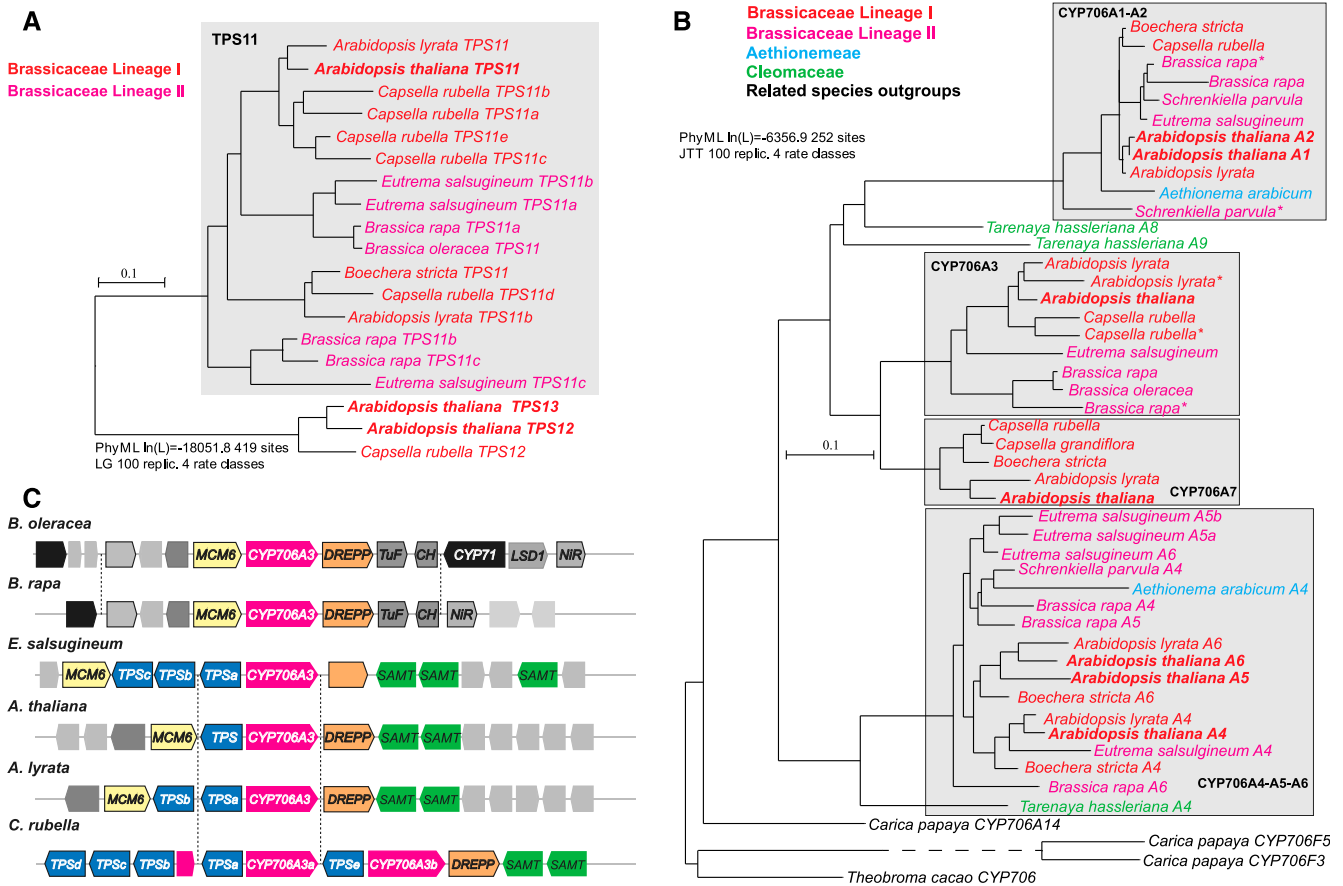 A
TPS11
Brassicaceae Lineage I
Brassicaceae Lineage II
Arabidopsis lyrata TPS11
Arabidopsis thaliana TPS11
Capsella rubella TPS11b
Capsella rubella TPS11a
Capsella rubella TPS11e
Capsella rubella TPS11c
Eutrema salsugineum TPS11b
Eutrema salsugineum TPS11a
Brassica rapa TPS11a
Brassica oleracea TPS11
Boechera stricta TPS11
Capsella rubella TPS11d
Arabidopsis lyrata TPS11b
Brassica rapa TPS11b
Brassica rapa TPS11c
Eutrema salsugineum TPS11c
Arabidopsis thaliana TPS13
Arabidopsis thaliana TPS12
Capsella rubella TPS12
0.1
PhyML ln(L)=-18051.8 419 sites
LG 100 replic. 4 rate classes
B
Brassicaceae Lineage I
Brassicaceae Lineage II
Aethionemeae
Cleomaceae
Related species outgroups
PhyML ln(L)=-6356.9 252 sites
JTT 100 replic. 4 rate classes
CYP706A1-A2
Boechera stricta
Capsella rubella
Brassica rapa*
Brassica rapa
Schrenkiella parvula
Eutrema salsugineum
Arabidopsis thaliana A2
Arabidopsis thaliana A1
Arabidopsis lyrata
Aethionema arabicum
Schrenkiella parvula*
Tarenaya hassleriana A8
Tarenaya hassleriana A9
CYP706A3
Arabidopsis lyrata
Arabidopsis lyrata*
Arabidopsis thaliana
Capsella rubella
Capsella rubella*
Eutrema salsugineum
Brassica rapa
Brassica oleracea
Brassica rapa*
0.1
Capsella rubella
Capsella grandiflora
Boechera stricta
Arabidopsis lyrata
Arabidopsis thaliana
CYP706A7
Eutrema salsugineum A5b
Eutrema salsugineum A5a
Eutrema salsugineum A6
Schrenkiella parvula A4
Aethionema arabicum A4
Brassica rapa A4
Brassica rapa A5
Arabidopsis lyrata A6
Arabidopsis thaliana A6
Arabidopsis thaliana A5
Boechera stricta A6
Arabidopsis lyrata A4
Arabidopsis thaliana A4
Eutrema salsulgineum A4
Boechera stricta A4
Brassica rapa A6
CYP706A4-A5-A6
Tarenaya hassleriana A4
Carica papaya CYP706A14
Carica papaya CYP706F5
Carica papaya CYP706F3
Theobroma cacao CYP706
C
B. oleracea
MCM6 CYP706A3 DREPP TuF CH CYP71 LSD1 NiR
B. rapa
MCM6 CYP706A3 DREPP TuF CH NiR
E. salsugineum
MCM6 TPSc TPSb TPSa CYP706A3 SAMT SAMT SAMT
A. thaliana
MCM6 TPS CYP706A3 DREPP SAMT SAMT
A. lyrata
MCM6 TPSb TPSa CYP706A3 DREPP SAMT SAMT
C. rubella
TPSd TPSc TPSb TPSa CYP706A3a TPSe CYP706A3b DREPP SAMT SAMT